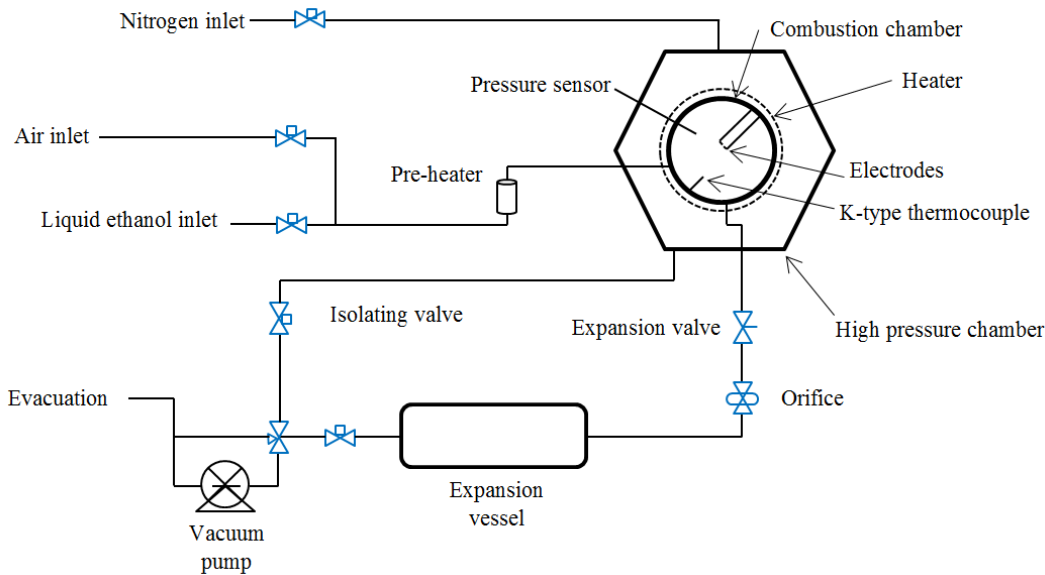 Nitrogen inlet
Combustion chamber
Pressure sensor
Heater
Air inlet
Pre-heater
Electrodes
Liquid ethanol inlet
K-type thermocouple
Isolating valve
Expansion valve
High pressure chamber
Evacuation
Orifice
Expansion
vessel
Vacuum
pump